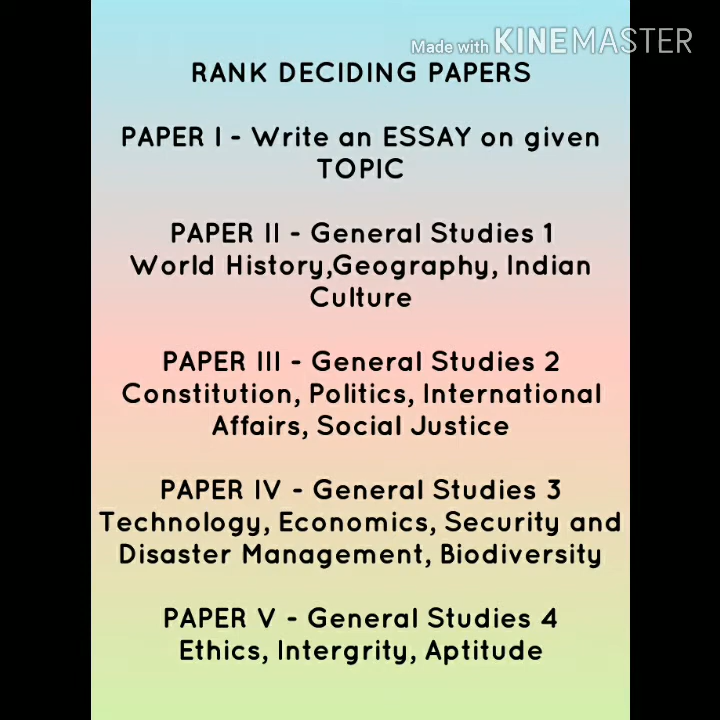 Made with KINEMASTER
RANK DECIDING PAPERS
PAPER I - Write an ESSAY on given
TOPIC
PAPER II - General Studies 1
World History,Geography, Indian
Culture
PAPER III - General Studies 2
Constitution, Politics, International
Affairs, Social Justice
PAPER IV - General Studies 3
Technology, Economics, Security and
Disaster Management, Biodiversity
PAPER V - General Studies 4
Ethics, Intergrity, Aptitude